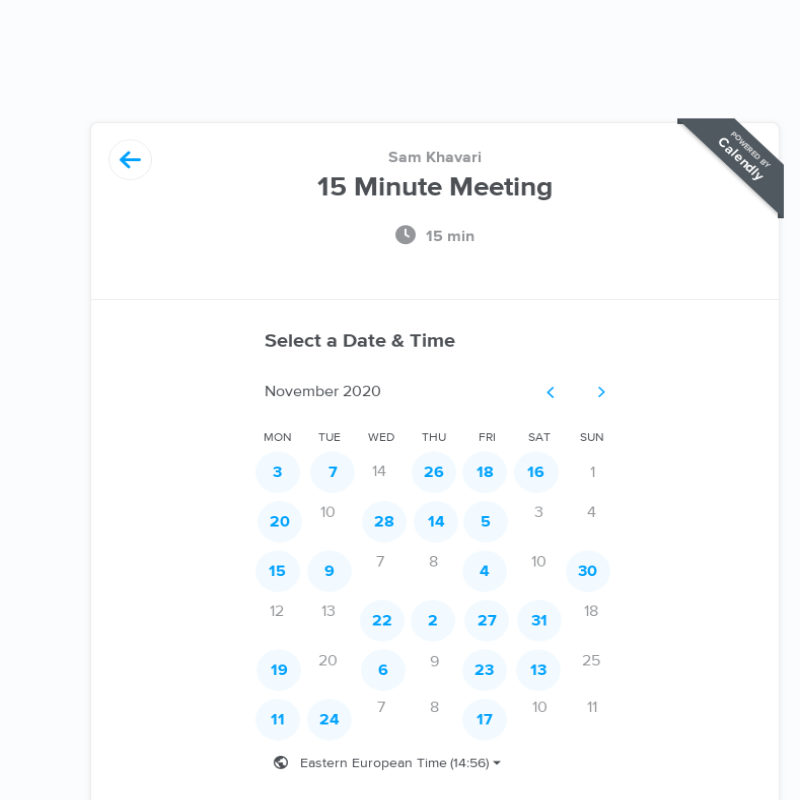 POWERED BY
Calendly
Sam Khavari
15 Minute Meeting
15 min
Select a Date & Time
November 2020
MON TUE WED THU FRI SAT SUN
3 7 14 26 18 16 1
20 10 28 14 5 3 4
15 9 7 8 4 10 30
12 13 22 2 27 31 18
19 20 6 9 23 13 25
11 24 7 8 17 10 11
Eastern European Time (14:56)